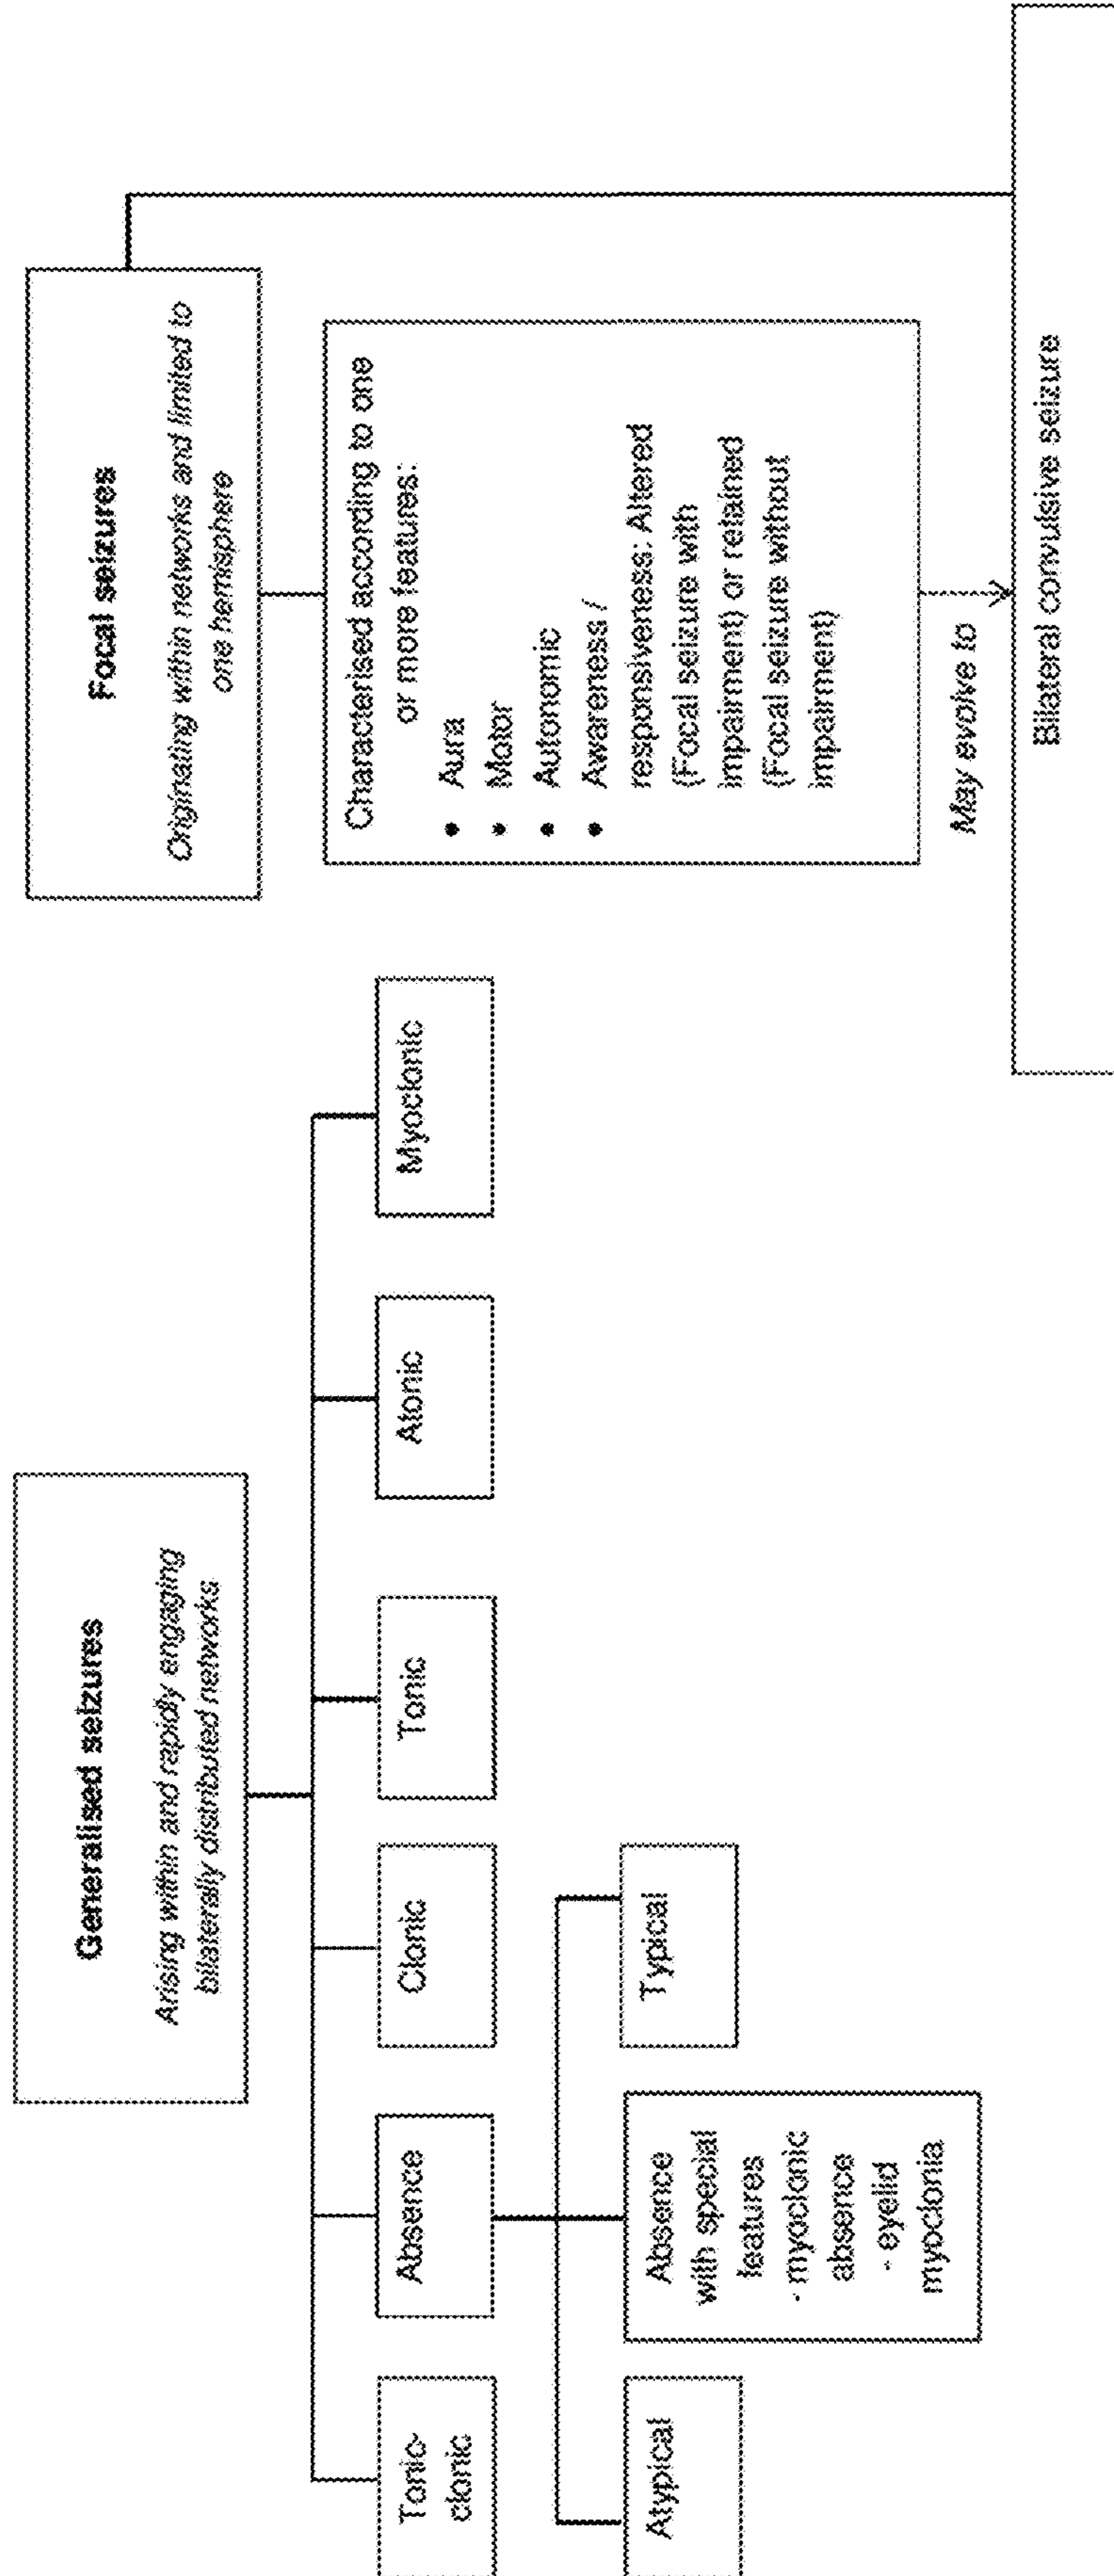 Generalised seizures
Arising within and rapidly engaging
bilaterally distributed networks
Tonic-
clonic
Absence
Clonic
Tonic
Atonic
Myoclonic
Atypical
Absence
with special
features
- myoclonic
absence
- eyelid
myoclonia
Typical
Focal seizures
Originating within networks and limited to
one hemisphere
Characterised according to one
or more features:
• Aura
• Motor
• Autonomic
• Awareness /
responsiveness: Altered
(Focal seizure with
impairment) or retained
(Focal seizure without
impairment)
May evolve to
Bilateral convulsive seizure